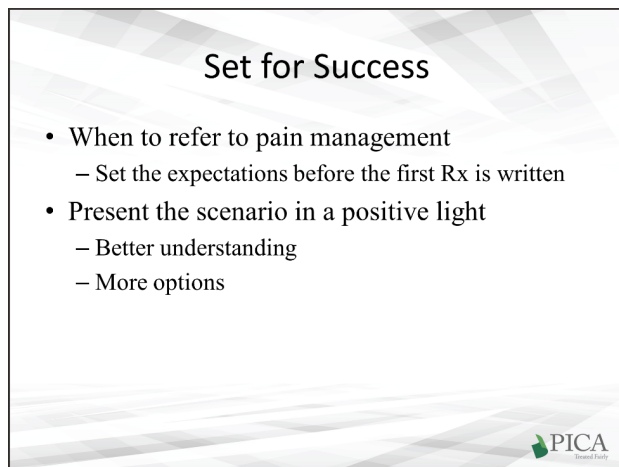 Set for Success
• When to refer to pain management
– Set the expectations before the first Rx is written
• Present the scenario in a positive light
– Better understanding
– More options
PICA
Treated Fairly